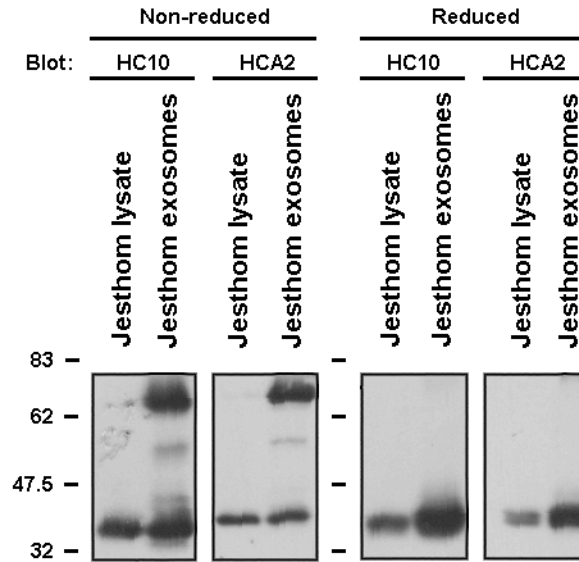 Non-reduced Reduced
Blot: HC10 HCA2 HC10 HCA2
Jesthom lysate
Jesthom exosomes
Jesthom lysate
Jesthom exosomes
Jesthom lysate
Jesthom exosomes
Jesthom lysate
Jesthom exosomes
83
62
47.5
32